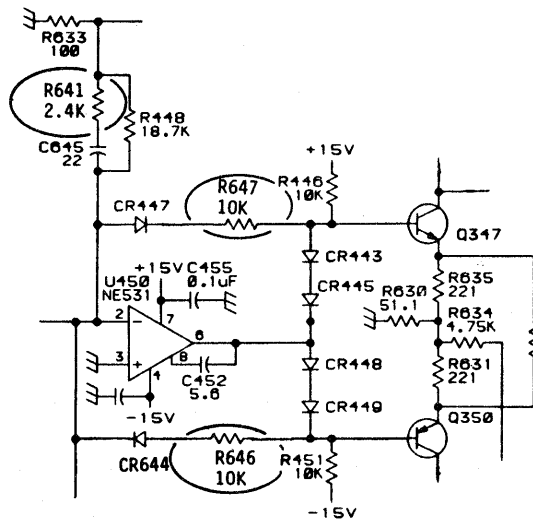 R633
100
R641
2.4K
R448
18.7K
C645
22
+15V
R647
10K
R446
10K
CR447
Q347
CR443
+15V
C455
0.1uF
U450
NE531
CR445
R630
51.1
R635
221
R634
4.75K
2
-
7
6
3
+
8
4
C452
5.6
CR448
R631
221
-15V
CR449
Q350
CR644
R646
10K
R451
10K
-15V